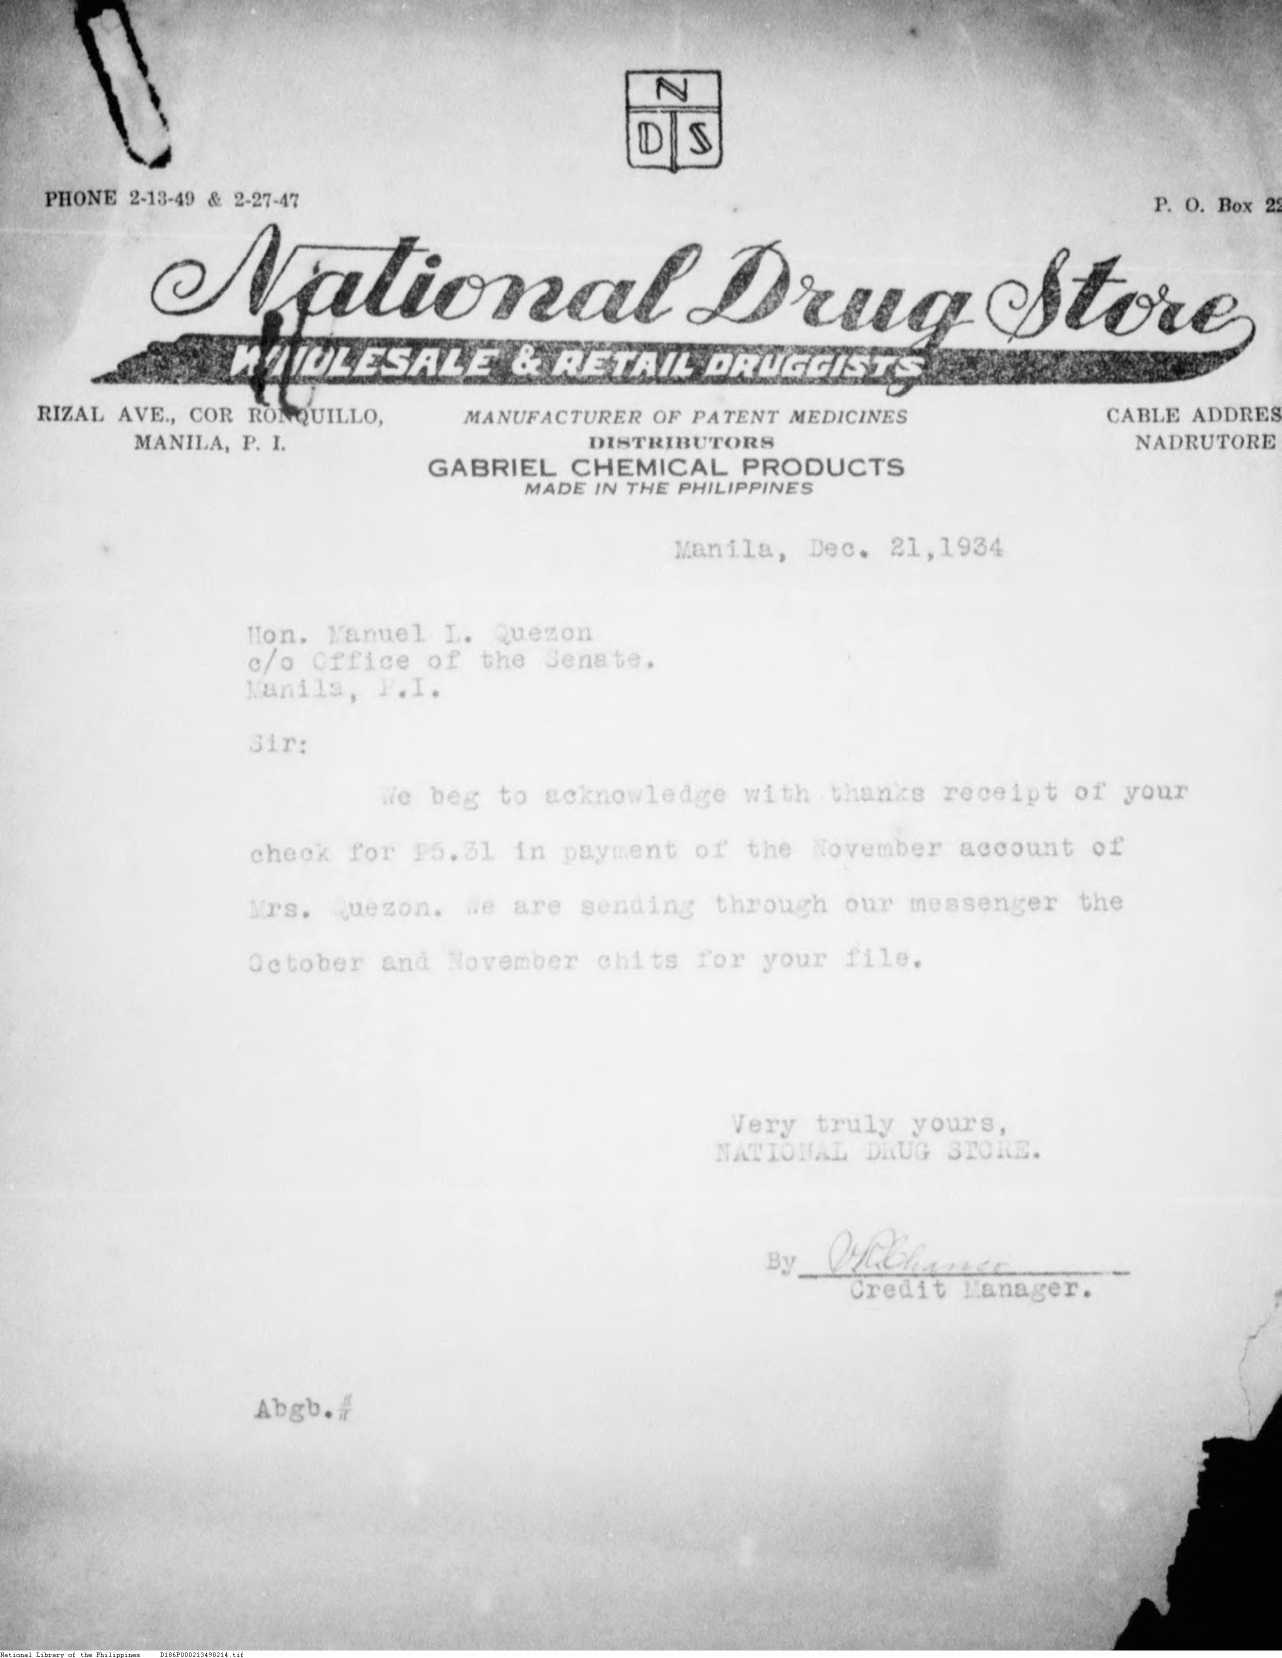 N
D S
PHONE 2-13-49 & 2-27-47
P. O. Box 22
National Drug Store
WHOLESALE & RETAIL DRUGGISTS
RIZAL AVE., COR RONQUILLO,
MANILA, P. I.
MANUFACTURER OF PATENT MEDICINES
DISTRIBUTORS
GABRIEL CHEMICAL PRODUCTS
MADE IN THE PHILIPPINES
CABLE ADDRES
NADRUTORE
Manila, Dec. 21,1934
Hon. Manuel L. Quezon
c/o Office of the Senate.
Manila, P.I.
Sir:
We beg to acknowledge with thanks receipt of your
check for P5.31 in payment of the November account of
Mrs. Quezon. We are sending through our messenger the
October and November chits for your file.
Very truly yours,
NATIONAL DRUG STORE.
By
Credit Manager.
Abgb.#
National Library of the Philippines D186P000213498214.tif